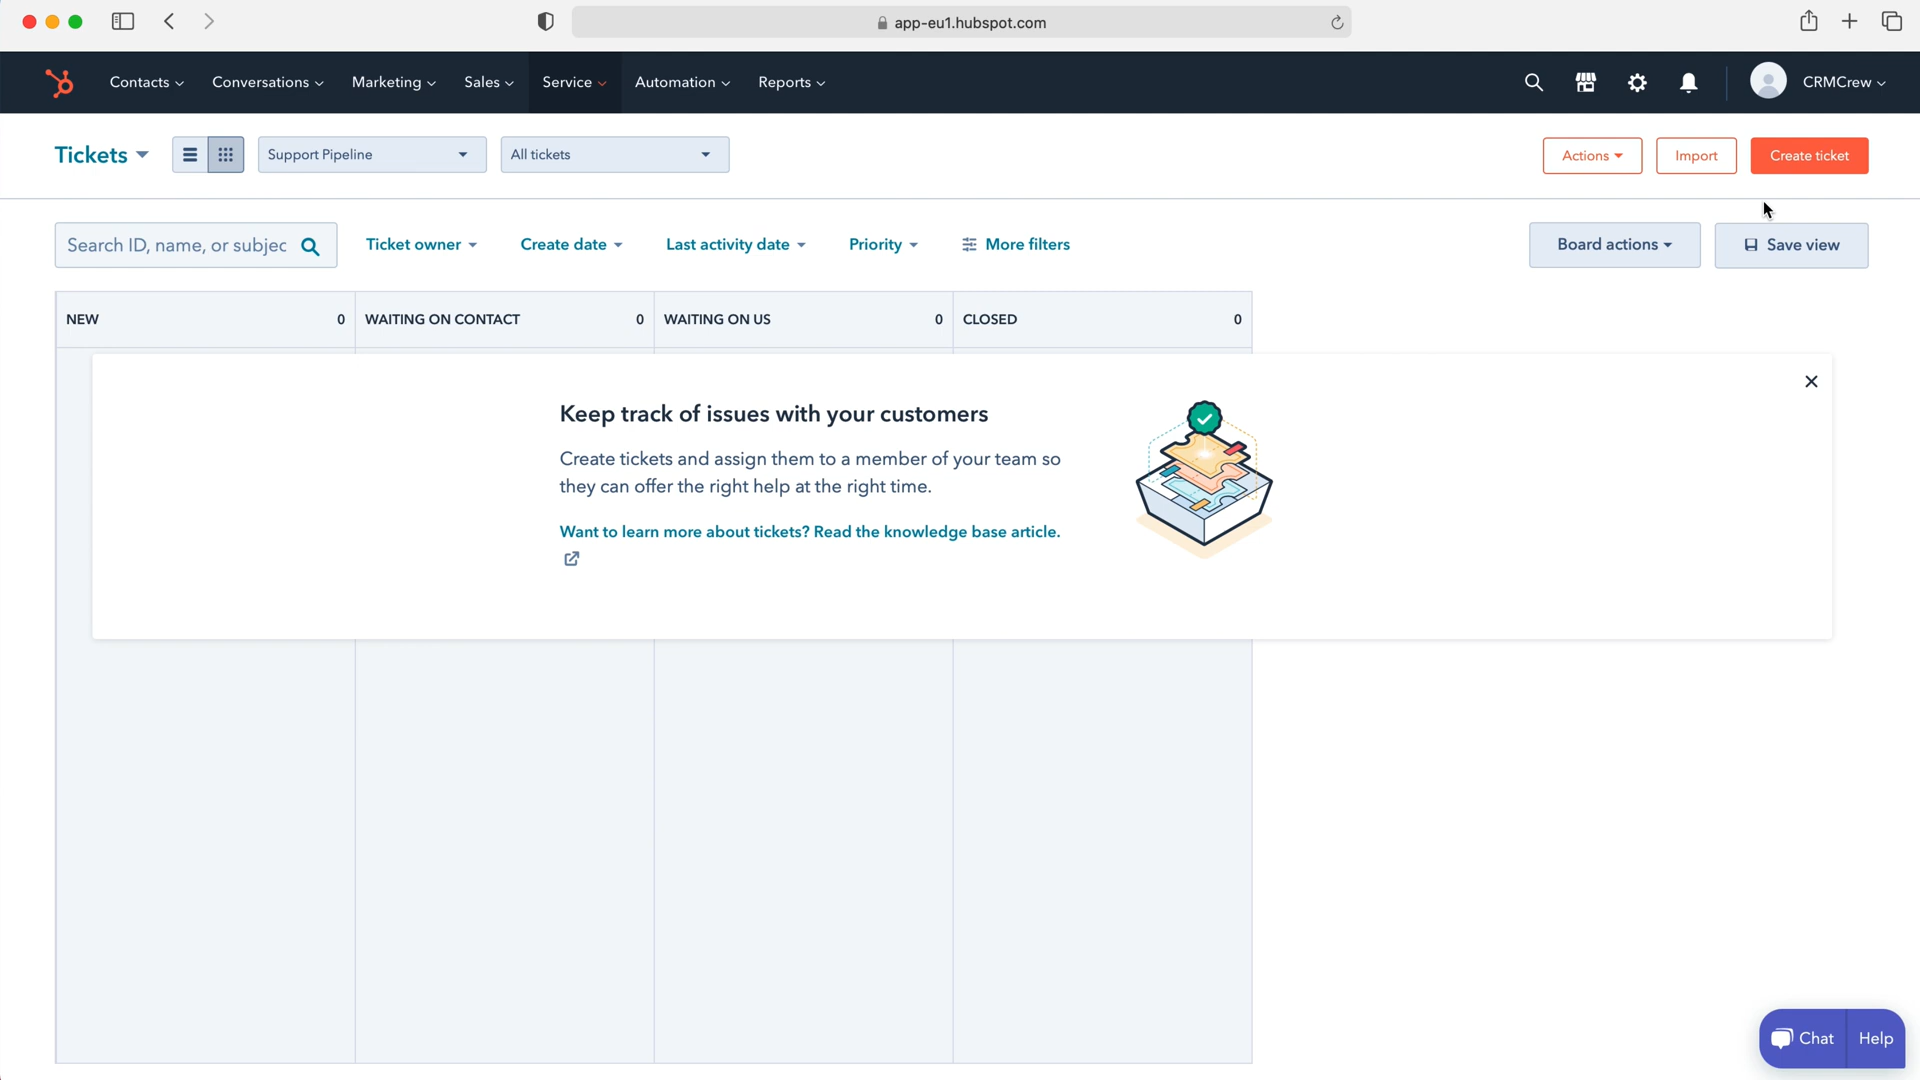 app-eu1.hubspot.com
Contacts Conversations Marketing Sales Service Automation Reports CRMCrew
Tickets Support Pipeline All tickets Actions Import Create ticket
Search ID, name, or subjec Ticket owner Create date Last activity date Priority More filters Board actions Save view
NEW 0 WAITING ON CONTACT 0 WAITING ON US 0 CLOSED 0
Keep track of issues with your customers
Create tickets and assign them to a member of your team so
they can offer the right help at the right time.
Want to learn more about tickets? Read the knowledge base article.
Chat Help